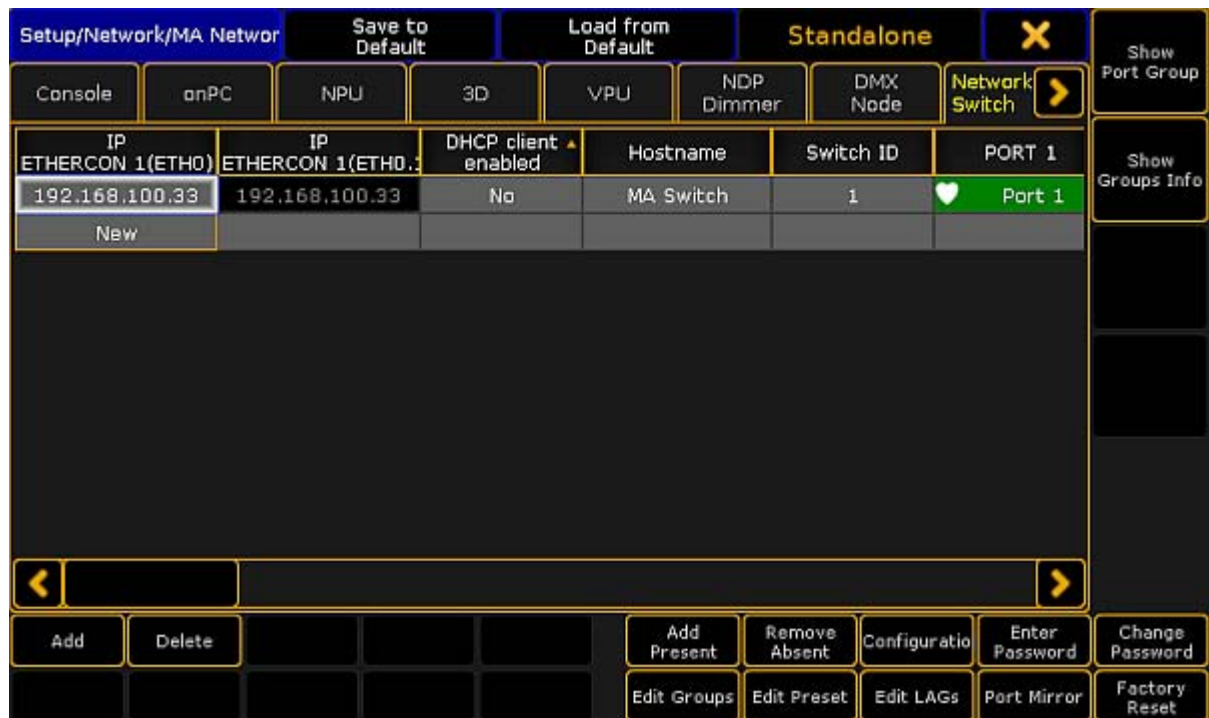 Setup/Network/MA Networ
Save to
Default
Load from
Default
Standalone
Show
Port Group
Console
onPC
NPU
3D
VPU
NDP
Dimmer
DMX
Node
Network
Switch
IP
ETHERCON 1(ETH0)
IP
ETHERCON 1(ETH0.:
DHCP client
enabled
Hostname
Switch ID
PORT 1
Show
Groups Info
192.168.100.33
192.168.100.33
No
MA Switch
1
Port 1
New
Add
Delete
Add
Present
Remove
Absent
Configuratio
Enter
Password
Change
Password
Edit Groups
Edit Preset
Edit LAGs
Port Mirror
Factory
Reset